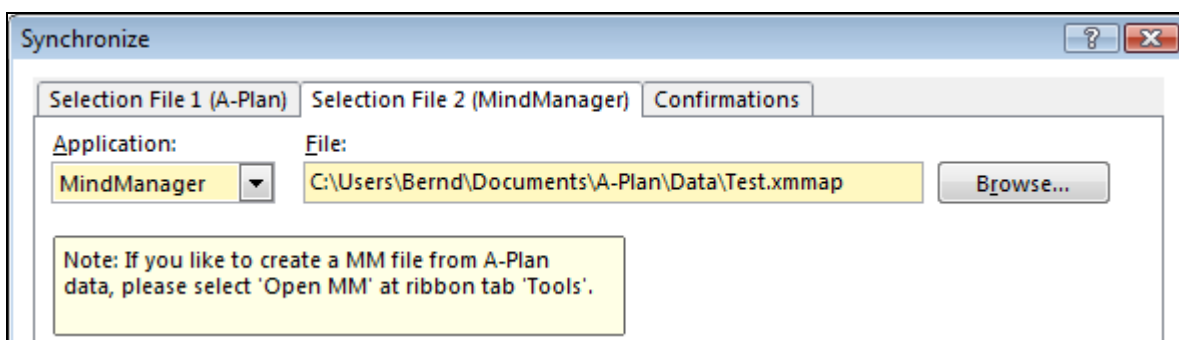 Synchronize
Selection File 1 (A-Plan) Selection File 2 (MindManager) Confirmations
Application: File:
MindManager C:\Users\Bernd\Documents\A-Plan\Data\Test.xmmap Browse...
Note: If you like to create a MM file from A-Plan
data, please select 'Open MM' at ribbon tab 'Tools'.